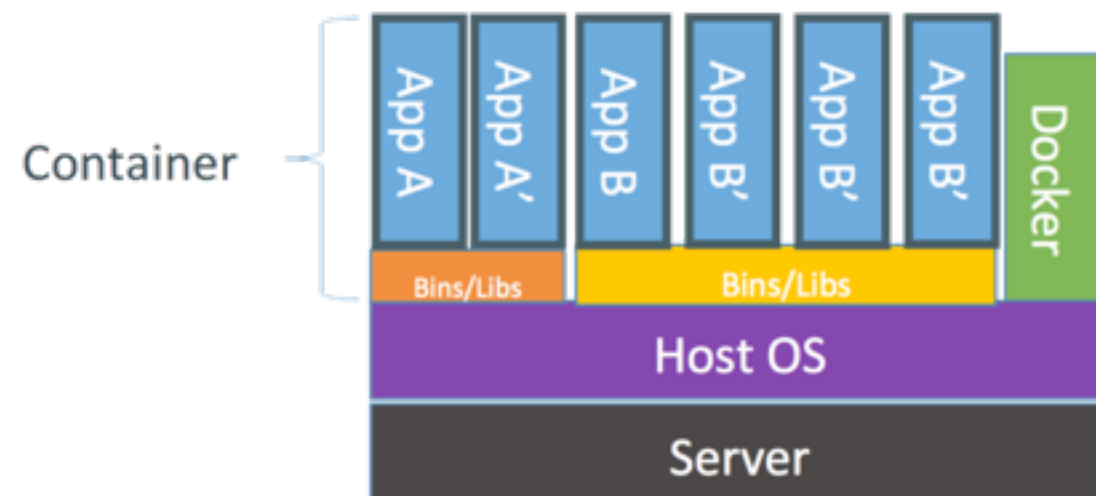 Container
App A
App A’
App B
App B’
App B’
App B’
Docker
Bins/Libs
Bins/Libs
Host OS
Server